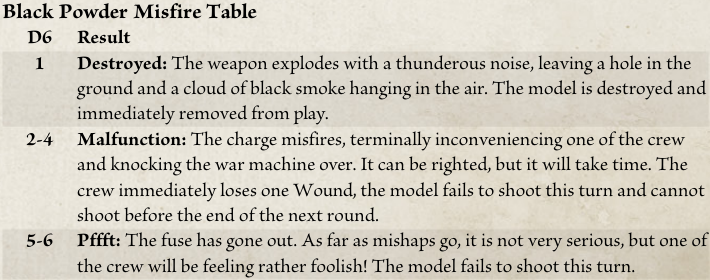 Black Powder Misfire Table
D6 Result
1 Destroyed: The weapon explodes with a thunderous noise, leaving a hole in the
ground and a cloud of black smoke hanging in the air. The model is destroyed and
immediately removed from play.
2-4 Malfunction: The charge misfires, terminally inconveniencing one of the crew
and knocking the war machine over. It can be righted, but it will take time. The
crew immediately loses one Wound, the model fails to shoot this turn and cannot
shoot before the end of the next round.
5-6 Pffft: The fuse has gone out. As far as mishaps go, it is not very serious, but one of
the crew will be feeling rather foolish! The model fails to shoot this turn.